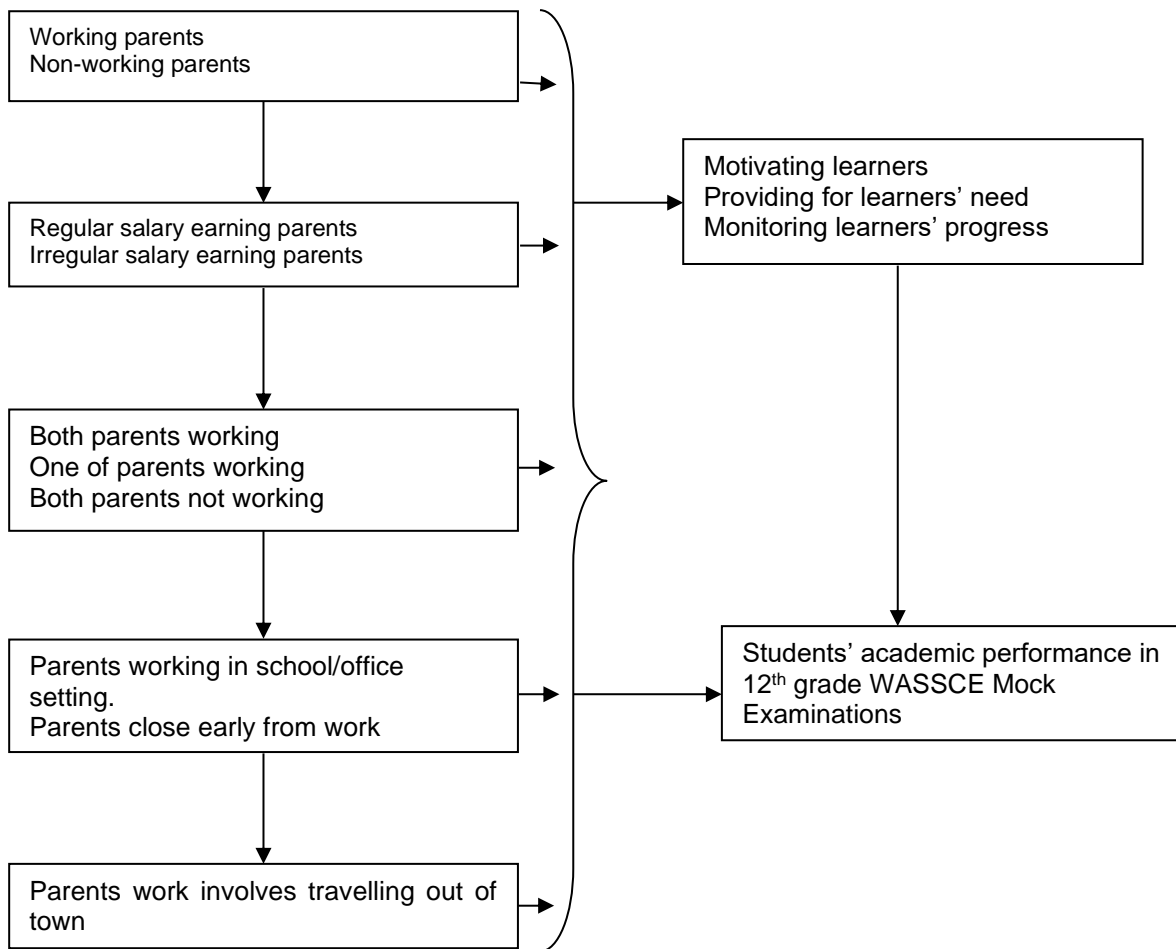 Working parents
Non-working parents
Motivating learners
Providing for learners’ need
Monitoring learners’ progress
Regular salary earning parents
Irregular salary earning parents
Both parents working
One of parents working
Both parents not working
Parents working in school/office
setting.
Parents close early from work
Students’ academic performance in
12th grade WASSCE Mock
Examinations
Parents work involves travelling out of
town